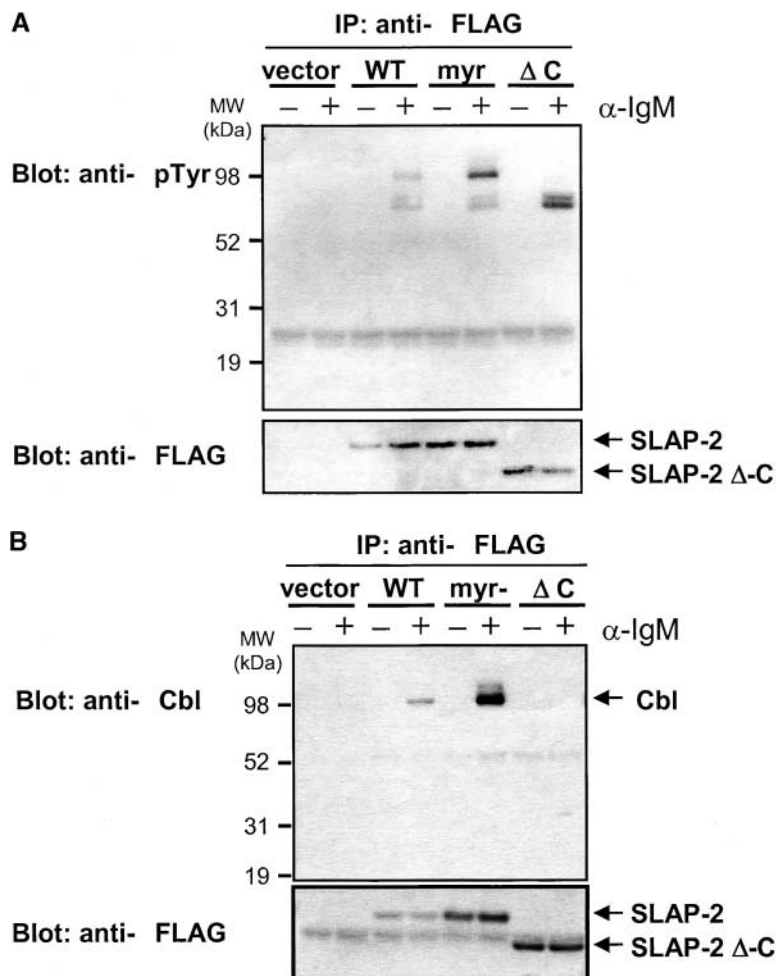 A
IP: anti- FLAG
vector WT myr Δ C
MW (kDa) – + – + – + – + α-IgM
Blot: anti- pTyr
98
52
31
19
Blot: anti- FLAG
← SLAP-2
← SLAP-2 Δ-C
B
IP: anti- FLAG
vector WT myr- Δ C
MW (kDa) – + – + – + – + α-IgM
Blot: anti- Cbl
98
← Cbl
52
31
19
Blot: anti- FLAG
← SLAP-2
← SLAP-2 Δ-C